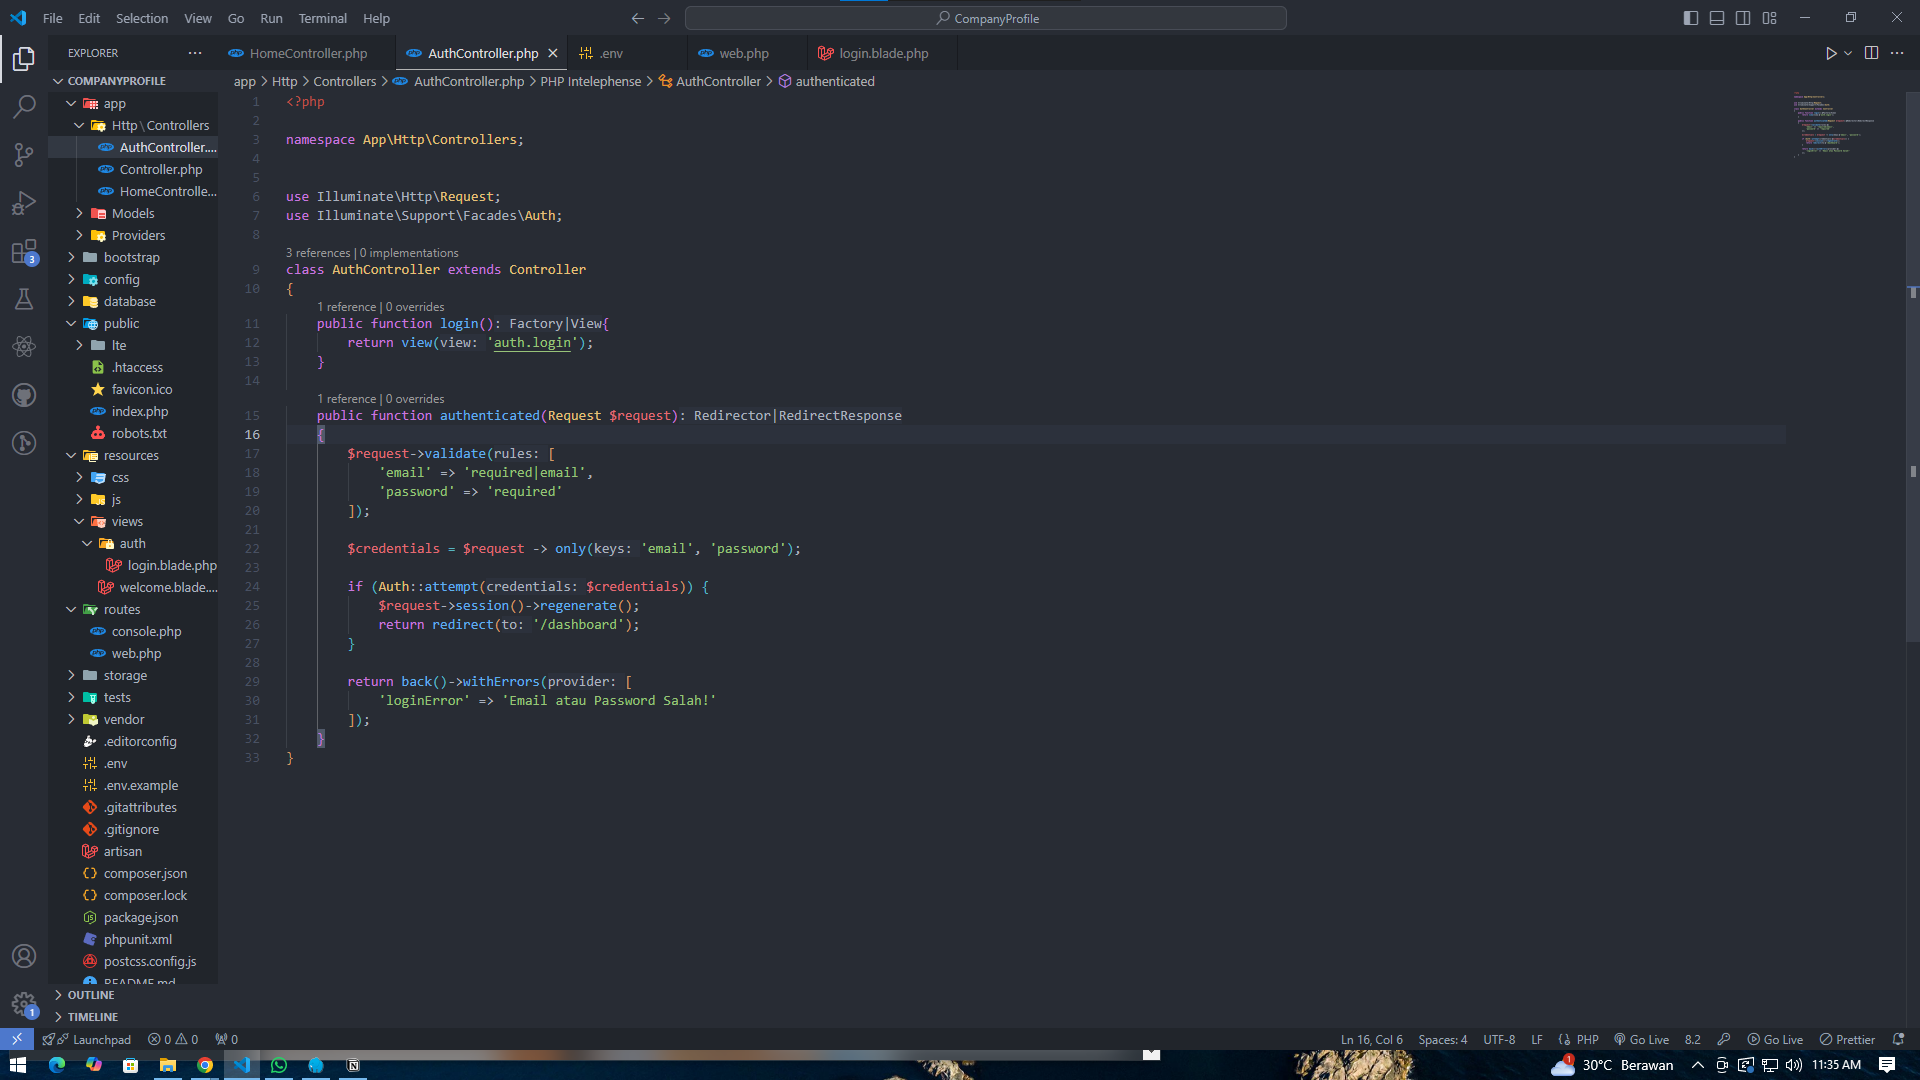 File Edit Selection View Go Run Terminal Help
CompanyProfile
EXPLORER
HomeController.php
AuthController.php
.env
web.php
login.blade.php
COMPANYPROFILE
app > Http > Controllers > AuthController.php > PHP Intelephense > AuthController > authenticated
app
Http \ Controllers
AuthController....
Controller.php
HomeControlle...
Models
Providers
bootstrap
config
database
public
lte
.htaccess
favicon.ico
index.php
robots.txt
resources
css
js
views
auth
login.blade.php
welcome.blade....
routes
console.php
web.php
storage
tests
vendor
.editorconfig
.env
.env.example
.gitattributes
.gitignore
artisan
composer.json
composer.lock
package.json
phpunit.xml
postcss.config.js
README.md
OUTLINE
TIMELINE
3
1
1 <?php
2
3 namespace App\Http\Controllers;
4
5
6 use Illuminate\Http\Request;
7 use Illuminate\Support\Facades\Auth;
8
3 references | 0 implementations
9 class AuthController extends Controller
10 {
1 reference | 0 overrides
11 public function login(): Factory|View{
12 return view(view: 'auth.login');
13 }
14
1 reference | 0 overrides
15 public function authenticated(Request $request): Redirector|RedirectResponse
16 {
17 $request->validate(rules: [
18 'email' => 'required|email',
19 'password' => 'required'
20 ]);
21
22 $credentials = $request -> only(keys: 'email', 'password');
23
24 if (Auth::attempt(credentials: $credentials)) {
25 $request->session()->regenerate();
26 return redirect(to: '/dashboard');
27 }
28
29 return back()->withErrors(provider: [
30 'loginError' => 'Email atau Password Salah!'
31 ]);
32 }
33 }
Launchpad 0 0 0
Ln 16, Col 6 Spaces: 4 UTF-8 LF PHP Go Live 8.2 Go Live Prettier
1 30°C Berawan 11:35 AM